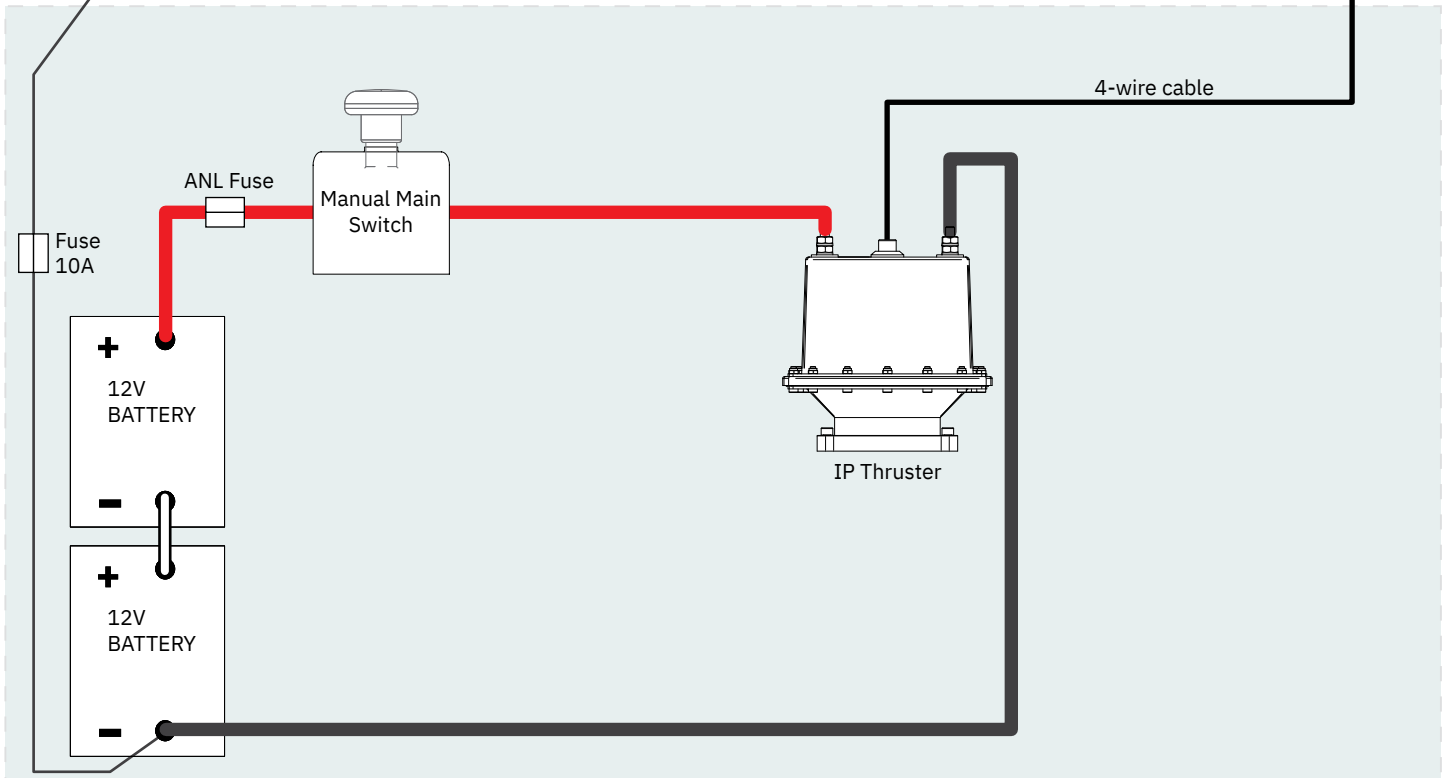 4-wire cable
ANL Fuse
Manual Main
Switch
Fuse
10A
+
12V
BATTERY
-
IP Thruster
+
12V
BATTERY
-